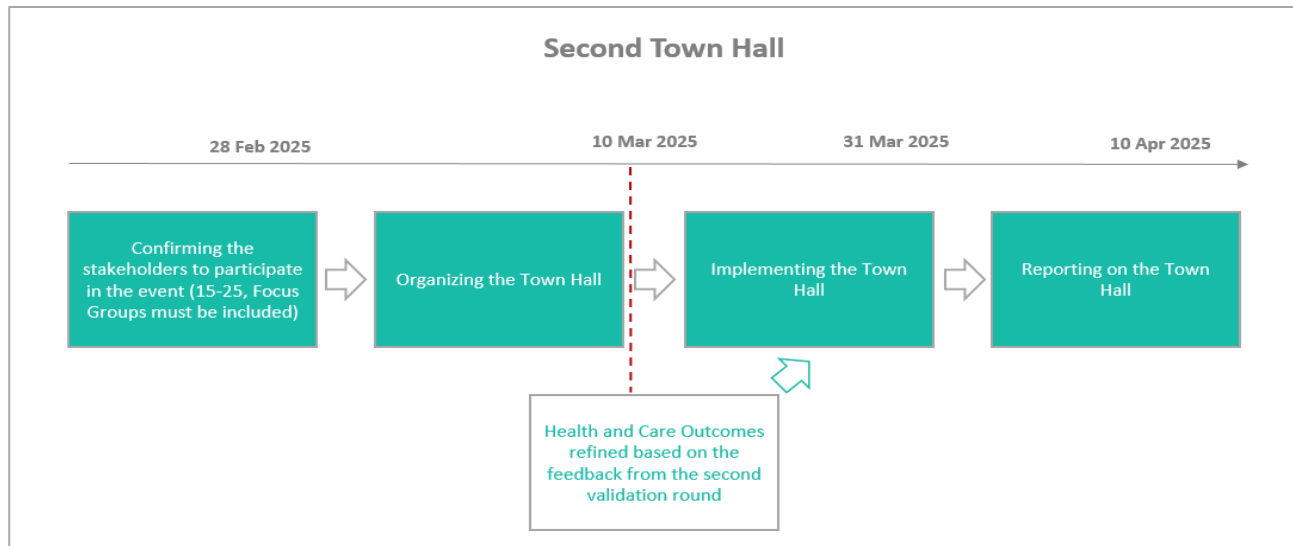 Second Town Hall
28 Feb 2025
10 Mar 2025
31 Mar 2025
10 Apr 2025
Confirming the
stakeholders to participate
in the event (15-25, Focus
Groups must be included)
Organizing the Town Hall
Implementing the Town
Hall
Reporting on the Town
Hall
Health and Care Outcomes
refined based on the
feedback from the second
validation round